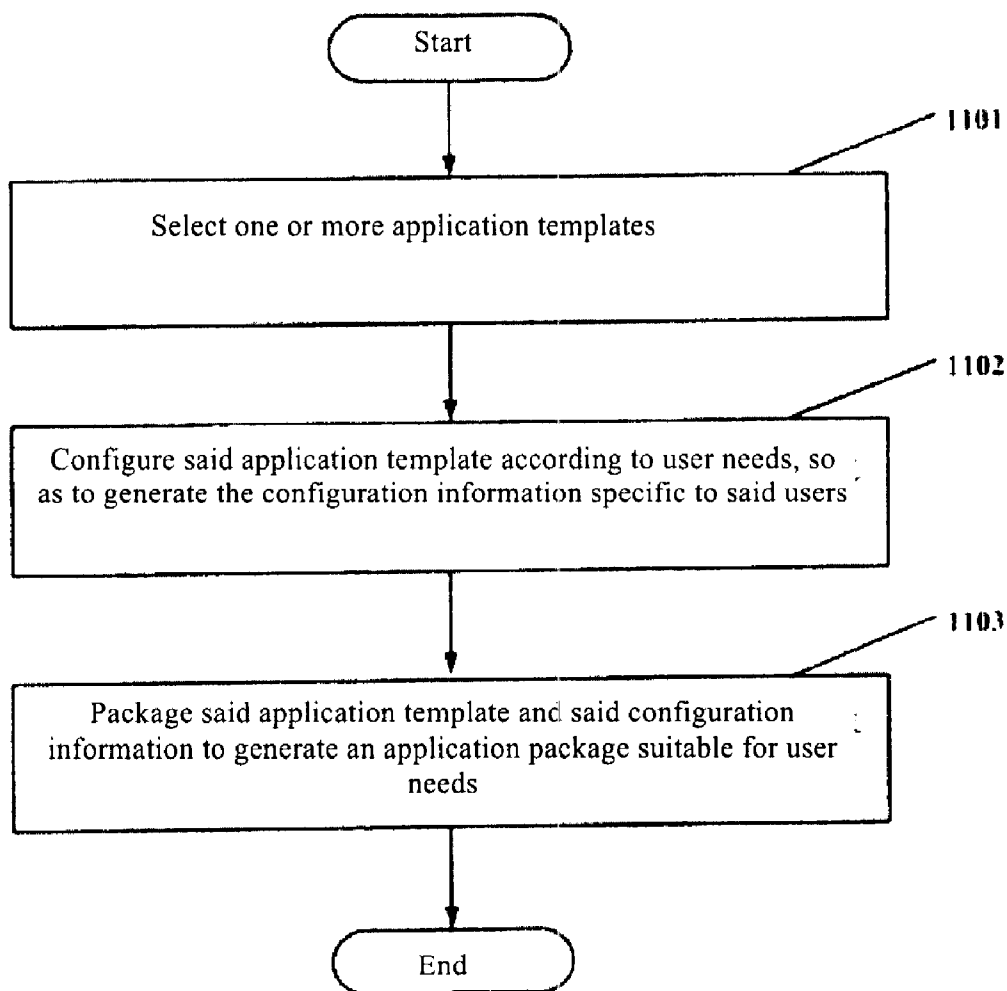 Start
1101
Select one or more application templates
1102
Configure said application template according to user needs, so
as to generate the configuration information specific to said users
1103
Package said application template and said configuration
information to generate an application package suitable for user
needs
End